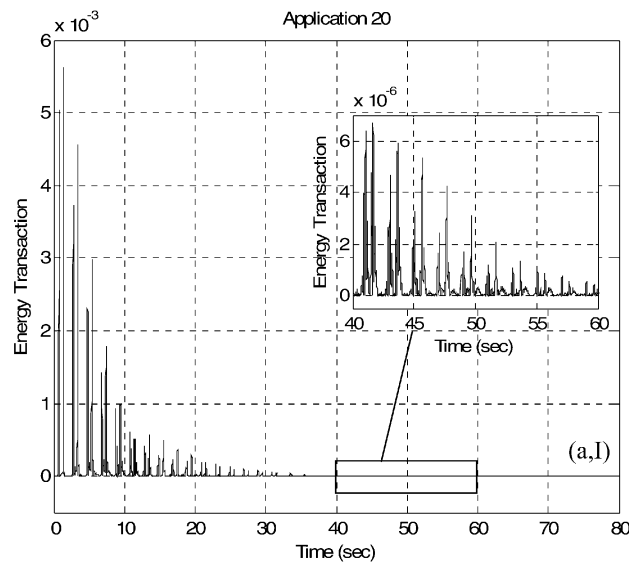 Application 20
x 10⁻³
6
5
4
3
2
1
0
Energy Transaction
0 10 20 30 40 50 60 70 80
Time (sec)
x 10⁻⁶
6
4
2
0
Energy Transaction
40 45 50 55 60
Time (sec)
(a,I)